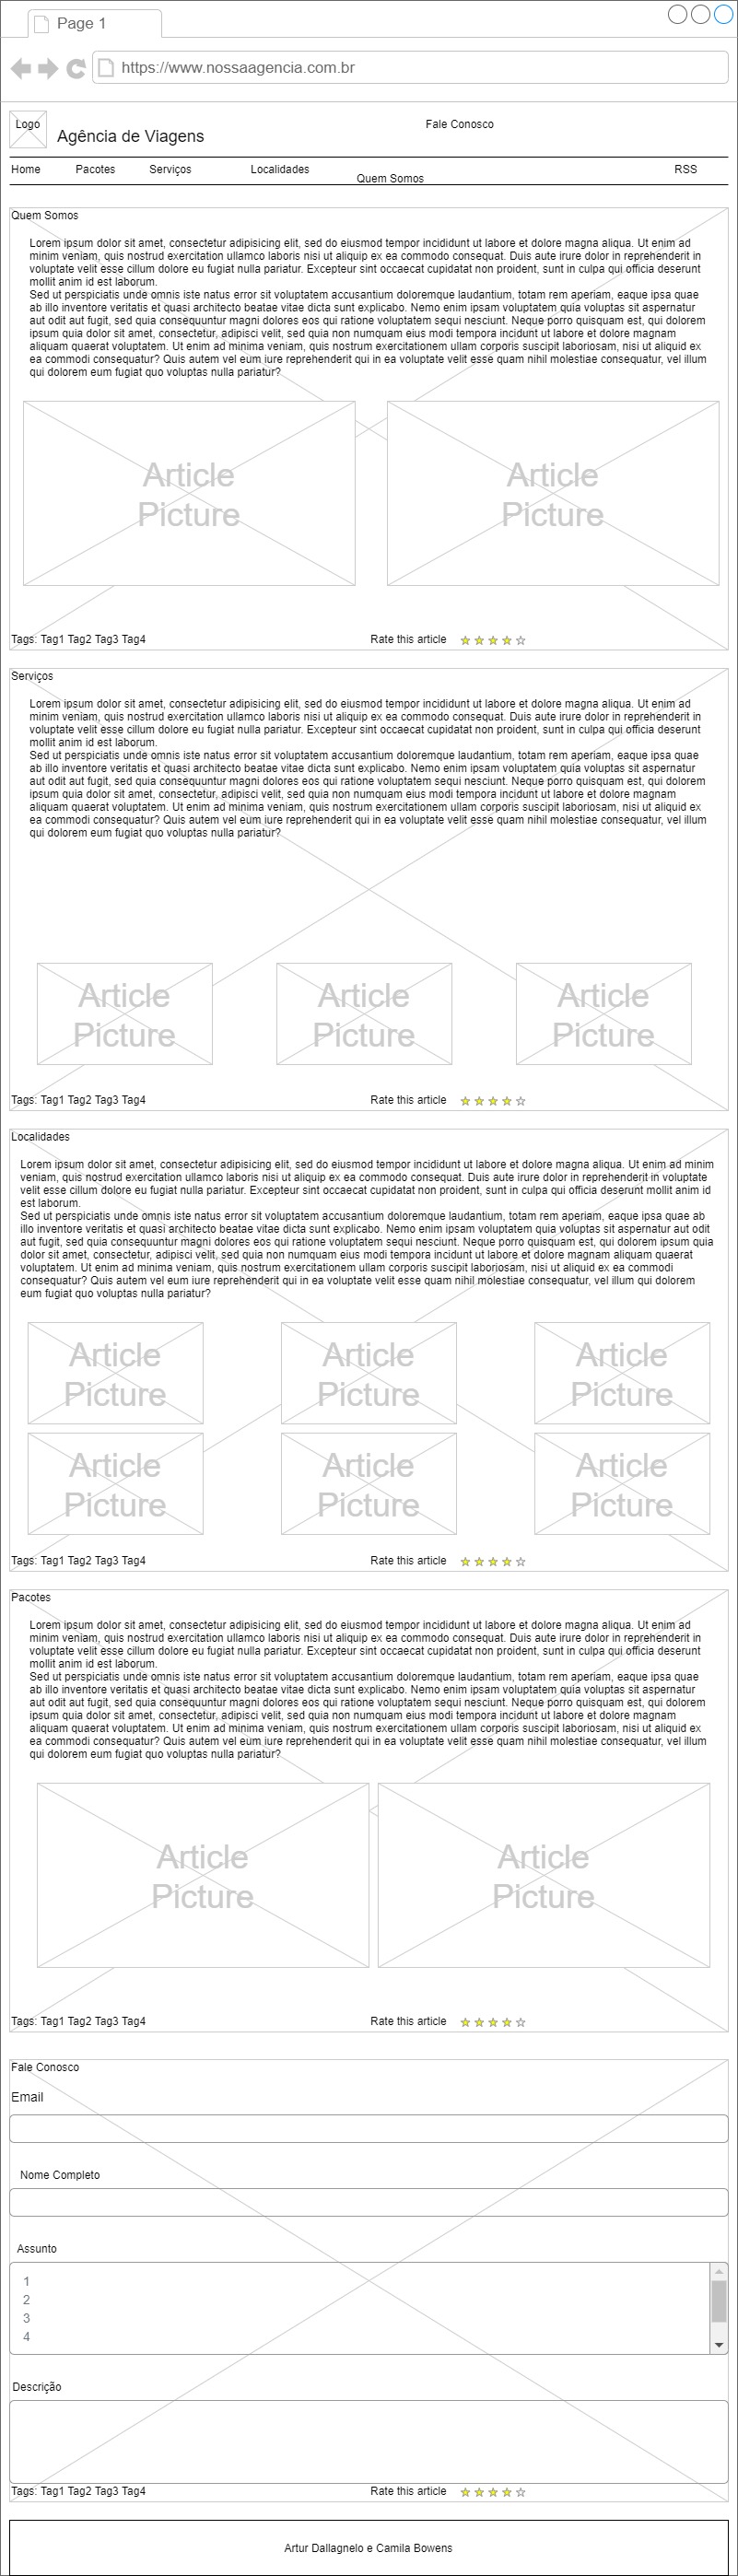 Page 1
https://www.nossaagencia.com.br
Logo
Agência de Viagens
Fale Conosco
Home
Pacotes
Serviços
Localidades
Quem Somos
RSS
Quem Somos
Lorem ipsum dolor sit amet, consectetur adipisicing elit, sed do eiusmod tempor incididunt ut labore et dolore magna aliqua. Ut enim ad
minim veniam, quis nostrud exercitation ullamco laboris nisi ut aliquip ex ea commodo consequat. Duis aute irure dolor in reprehenderit in
voluptate velit esse cillum dolore eu fugiat nulla pariatur. Excepteur sint occaecat cupidatat non proident, sunt in culpa qui officia deserunt
mollit anim id est laborum.
Sed ut perspiciatis unde omnis iste natus error sit voluptatem accusantium doloremque laudantium, totam rem aperiam, eaque ipsa quae
ab illo inventore veritatis et quasi architecto beatae vitae dicta sunt explicabo. Nemo enim ipsam voluptatem quia voluptas sit aspernatur
aut odit aut fugit, sed quia consequuntur magni dolores eos qui ratione voluptatem sequi nesciunt. Neque porro quisquam est, qui dolorem
ipsum quia dolor sit amet, consectetur, adipisci velit, sed quia non numquam eius modi tempora incidunt ut labore et dolore magnam
aliquam quaerat voluptatem. Ut enim ad minima veniam, quis nostrum exercitationem ullam corporis suscipit laboriosam, nisi ut aliquid ex
ea commodi consequatur? Quis autem vel eum iure reprehenderit qui in ea voluptate velit esse quam nihil molestiae consequatur, vel illum
qui dolorem eum fugiat quo voluptas nulla pariatur?
Article
Picture
Article
Picture
Tags: Tag1 Tag2 Tag3 Tag4
Rate this article
Serviços
Lorem ipsum dolor sit amet, consectetur adipisicing elit, sed do eiusmod tempor incididunt ut labore et dolore magna aliqua. Ut enim ad
minim veniam, quis nostrud exercitation ullamco laboris nisi ut aliquip ex ea commodo consequat. Duis aute irure dolor in reprehenderit in
voluptate velit esse cillum dolore eu fugiat nulla pariatur. Excepteur sint occaecat cupidatat non proident, sunt in culpa qui officia deserunt
mollit anim id est laborum.
Sed ut perspiciatis unde omnis iste natus error sit voluptatem accusantium doloremque laudantium, totam rem aperiam, eaque ipsa quae
ab illo inventore veritatis et quasi architecto beatae vitae dicta sunt explicabo. Nemo enim ipsam voluptatem quia voluptas sit aspernatur
aut odit aut fugit, sed quia consequuntur magni dolores eos qui ratione voluptatem sequi nesciunt. Neque porro quisquam est, qui dolorem
ipsum quia dolor sit amet, consectetur, adipisci velit, sed quia non numquam eius modi tempora incidunt ut labore et dolore magnam
aliquam quaerat voluptatem. Ut enim ad minima veniam, quis nostrum exercitationem ullam corporis suscipit laboriosam, nisi ut aliquid ex
ea commodi consequatur? Quis autem vel eum iure reprehenderit qui in ea voluptate velit esse quam nihil molestiae consequatur, vel illum
qui dolorem eum fugiat quo voluptas nulla pariatur?
Article
Picture
Article
Picture
Article
Picture
Tags: Tag1 Tag2 Tag3 Tag4
Rate this article
Localidades
Lorem ipsum dolor sit amet, consectetur adipisicing elit, sed do eiusmod tempor incididunt ut labore et dolore magna aliqua. Ut enim ad minim
veniam, quis nostrud exercitation ullamco laboris nisi ut aliquip ex ea commodo consequat. Duis aute irure dolor in reprehenderit in voluptate
velit esse cillum dolore eu fugiat nulla pariatur. Excepteur sint occaecat cupidatat non proident, sunt in culpa qui officia deserunt mollit anim id
est laborum.
Sed ut perspiciatis unde omnis iste natus error sit voluptatem accusantium doloremque laudantium, totam rem aperiam, eaque ipsa quae ab
illo inventore veritatis et quasi architecto beatae vitae dicta sunt explicabo. Nemo enim ipsam voluptatem quia voluptas sit aspernatur aut odit
aut fugit, sed quia consequuntur magni dolores eos qui ratione voluptatem sequi nesciunt. Neque porro quisquam est, qui dolorem ipsum quia
dolor sit amet, consectetur, adipisci velit, sed quia non numquam eius modi tempora incidunt ut labore et dolore magnam aliquam quaerat
voluptatem. Ut enim ad minima veniam, quis nostrum exercitationem ullam corporis suscipit laboriosam, nisi ut aliquid ex ea commodi
consequatur? Quis autem vel eum iure reprehenderit qui in ea voluptate velit esse quam nihil molestiae consequatur, vel illum qui dolorem
eum fugiat quo voluptas nulla pariatur?
Article
Picture
Article
Picture
Article
Picture
Article
Picture
Article
Picture
Article
Picture
Tags: Tag1 Tag2 Tag3 Tag4
Rate this article
Pacotes
Lorem ipsum dolor sit amet, consectetur adipisicing elit, sed do eiusmod tempor incididunt ut labore et dolore magna aliqua. Ut enim ad
minim veniam, quis nostrud exercitation ullamco laboris nisi ut aliquip ex ea commodo consequat. Duis aute irure dolor in reprehenderit in
voluptate velit esse cillum dolore eu fugiat nulla pariatur. Excepteur sint occaecat cupidatat non proident, sunt in culpa qui officia deserunt
mollit anim id est laborum.
Sed ut perspiciatis unde omnis iste natus error sit voluptatem accusantium doloremque laudantium, totam rem aperiam, eaque ipsa quae
ab illo inventore veritatis et quasi architecto beatae vitae dicta sunt explicabo. Nemo enim ipsam voluptatem quia voluptas sit aspernatur
aut odit aut fugit, sed quia consequuntur magni dolores eos qui ratione voluptatem sequi nesciunt. Neque porro quisquam est, qui dolorem
ipsum quia dolor sit amet, consectetur, adipisci velit, sed quia non numquam eius modi tempora incidunt ut labore et dolore magnam
aliquam quaerat voluptatem. Ut enim ad minima veniam, quis nostrum exercitationem ullam corporis suscipit laboriosam, nisi ut aliquid ex
ea commodi consequatur? Quis autem vel eum iure reprehenderit qui in ea voluptate velit esse quam nihil molestiae consequatur, vel illum
qui dolorem eum fugiat quo voluptas nulla pariatur?
Article
Picture
Article
Picture
Tags: Tag1 Tag2 Tag3 Tag4
Rate this article
Fale Conosco
Email
Nome Completo
Assunto
1
2
3
4
Descrição
Tags: Tag1 Tag2 Tag3 Tag4
Rate this article
Artur Dallagnelo e Camila Bowens